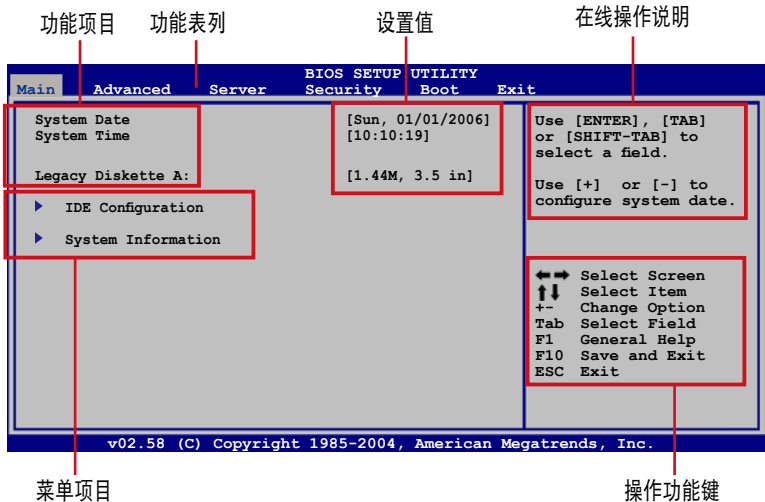 功能项目 功能表列 设置值 在线操作说明
BIOS SETUP UTILITY
Main Advanced Server Security Boot Exit
System Date [Sun, 01/01/2006]
System Time [10:10:19]
Legacy Diskette A: [1.44M, 3.5 in]
IDE Configuration
System Information
Use [ENTER], [TAB]
or [SHIFT-TAB] to
select a field.
Use [+] or [-] to
configure system date.
Select Screen
Select Item
+- Change Option
Tab Select Field
F1 General Help
F10 Save and Exit
ESC Exit
v02.58 (C) Copyright 1985-2004, American Megatrends, Inc.
菜单项目 操作功能键